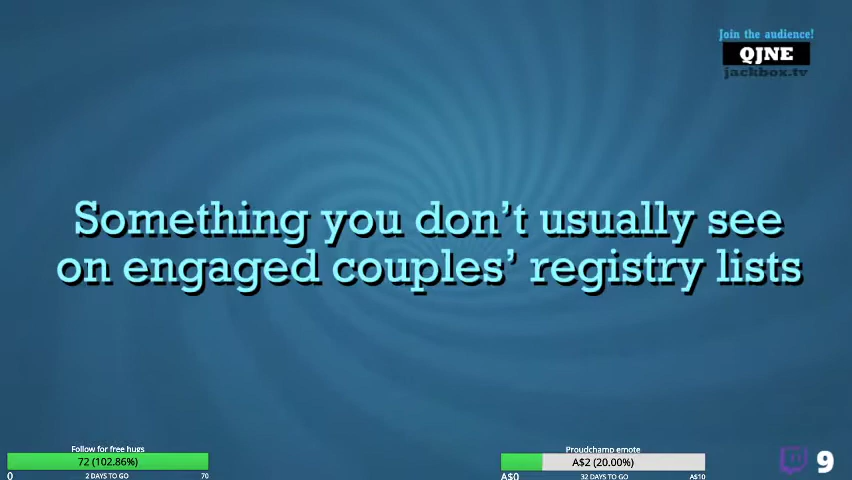 Join the audience!
QJNE
jackbox.tv
Something you don't usually see
on engaged couples' registry lists
Follow for free hugs
72 (102.86%)
0 2 DAYS TO GO 70
Proudchamp emote
A$2 (20.00%)
A$0 32 DAYS TO GO A$10
9